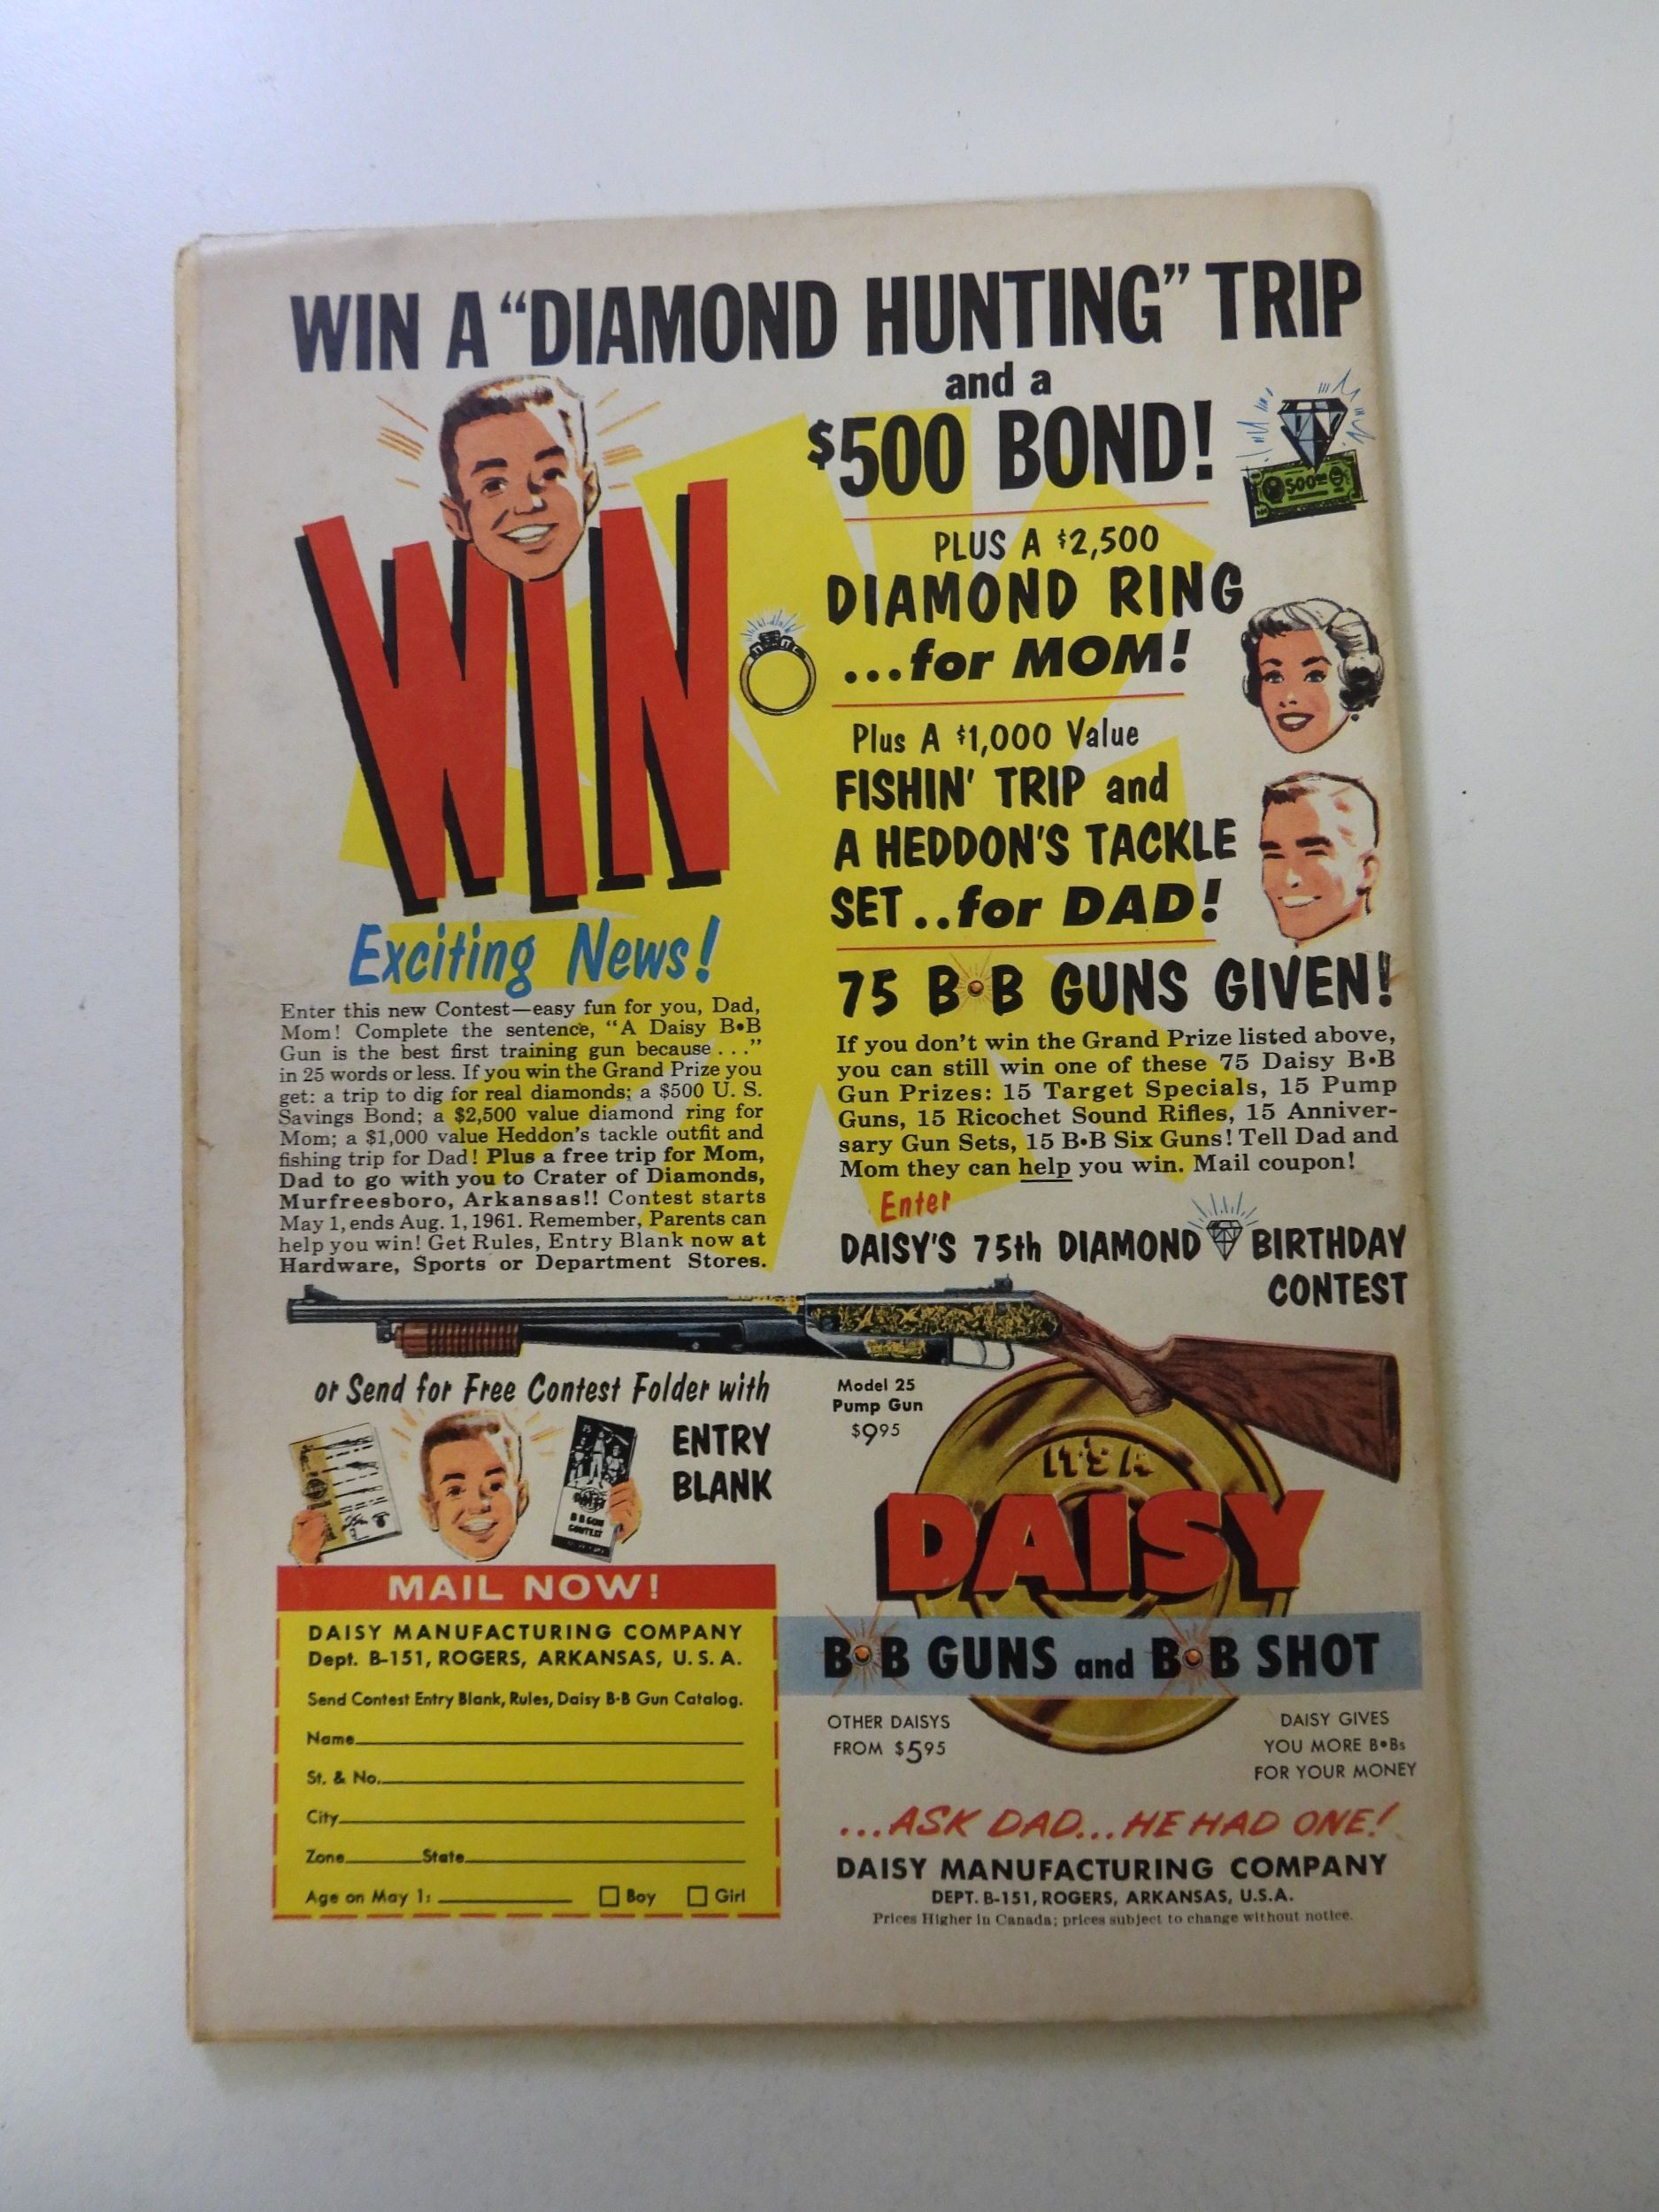 WIN A “DIAMOND HUNTING” TRIP
and a
$500 BOND!
500
WIN
PLUS A $2,500
DIAMOND RING
...for MOM!
Plus A $1,000 Value
FISHIN' TRIP and
A HEDDON'S TACKLE
SET..for DAD!
Exciting News!
Enter this new Contest—easy fun for you, Dad,
Mom! Complete the sentence, “A Daisy B•B
Gun is the best first training gun because . . .”
in 25 words or less. If you win the Grand Prize you
get: a trip to dig for real diamonds; a $500 U. S.
Savings Bond; a $2,500 value diamond ring for
Mom; a $1,000 value Heddon's tackle outfit and
fishing trip for Dad! Plus a free trip for Mom,
Dad to go with you to Crater of Diamonds,
Murfreesboro, Arkansas!! Contest starts
May 1, ends Aug. 1, 1961. Remember, Parents can
help you win! Get Rules, Entry Blank now at
Hardware, Sports or Department Stores.
75 B•B GUNS GIVEN!
If you don't win the Grand Prize listed above,
you can still win one of these 75 Daisy B•B
Gun Prizes: 15 Target Specials, 15 Pump
Guns, 15 Ricochet Sound Rifles, 15 Anniver-
sary Gun Sets, 15 B•B Six Guns! Tell Dad and
Mom they can help you win. Mail coupon!
Enter
DAISY'S 75th DIAMOND BIRTHDAY
CONTEST
or Send for Free Contest Folder with
ENTRY
BLANK
B B GUN
CONTEST
Model 25
Pump Gun
$9.95
IT'S A
DAISY
B•B GUNS and B•B SHOT
OTHER DAISYS
FROM $5.95
DAISY GIVES
YOU MORE B•Bs
FOR YOUR MONEY
...ASK DAD...HE HAD ONE!
DAISY MANUFACTURING COMPANY
DEPT. B-151, ROGERS, ARKANSAS, U.S.A.
Prices Higher in Canada; prices subject to change without notice.
MAIL NOW!
DAISY MANUFACTURING COMPANY
Dept. B-151, ROGERS, ARKANSAS, U. S. A.
Send Contest Entry Blank, Rules, Daisy B·B Gun Catalog.
Name
St. & No.
City
Zone State
Age on May 1: Boy Girl